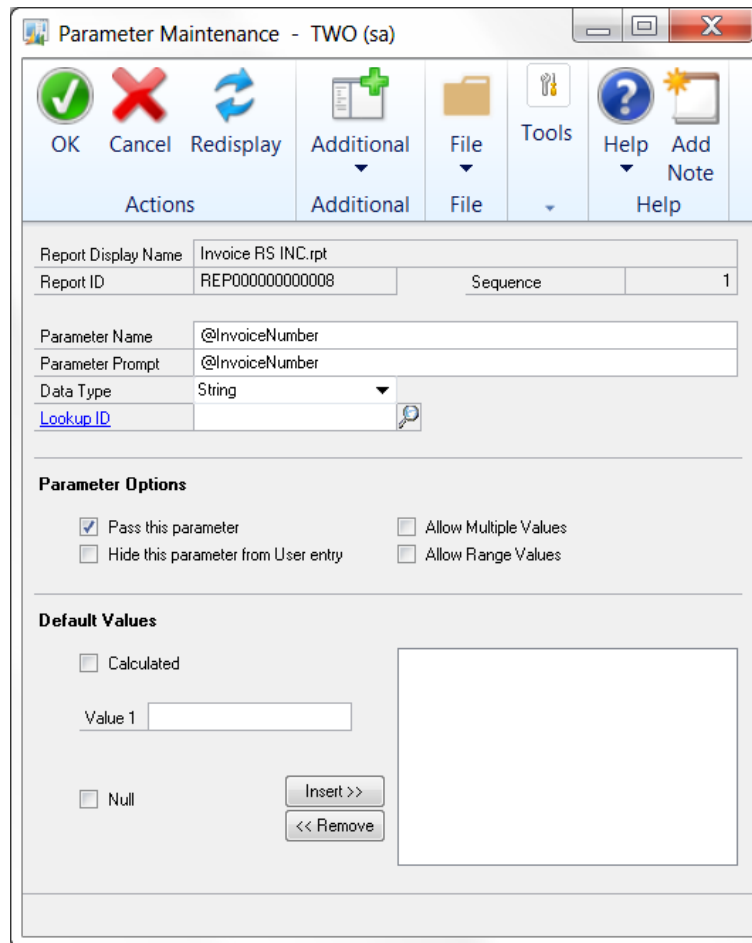 Parameter Maintenance - TWO (sa)
OK Cancel Redisplay Additional File Tools Help Add Note
Actions Additional File Help
Report Display Name Invoice RS INC.rpt
Report ID REP000000000008 Sequence 1
Parameter Name @InvoiceNumber
Parameter Prompt @InvoiceNumber
Data Type String
Lookup ID
Parameter Options
Pass this parameter Allow Multiple Values
Hide this parameter from User entry Allow Range Values
Default Values
Calculated
Value 1
Null Insert >>
<< Remove